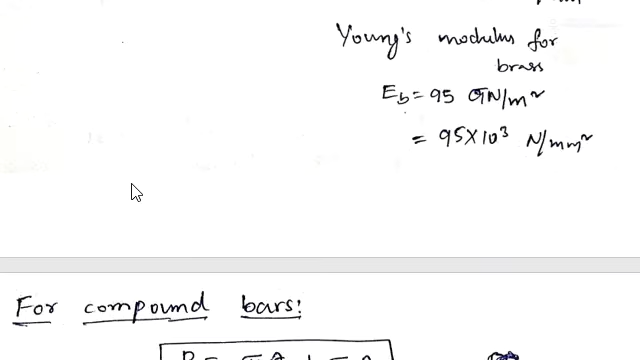 Young's modulus for
brass
E_b = 95 GN/m²
= 95×10³ N/mm²
For compound bars: